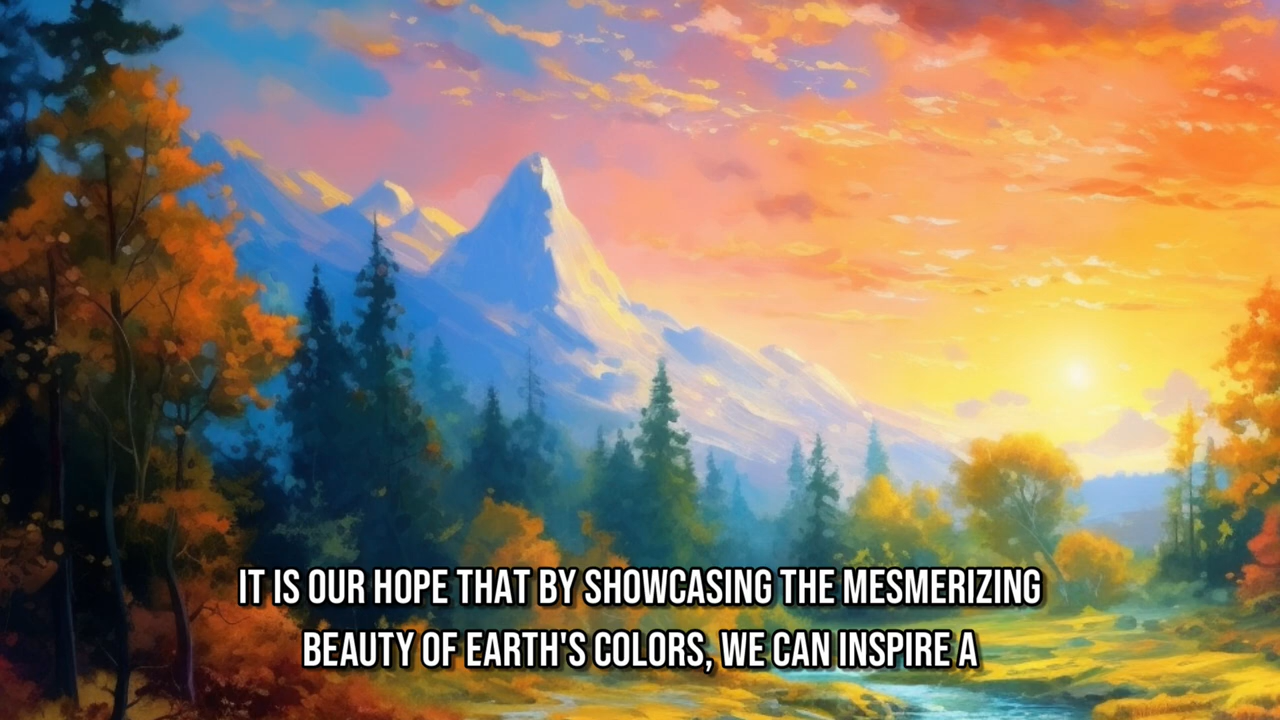 IT IS OUR HOPE THAT BY SHOWCASING THE MESMERIZING
BEAUTY OF EARTH'S COLORS, WE CAN INSPIRE A